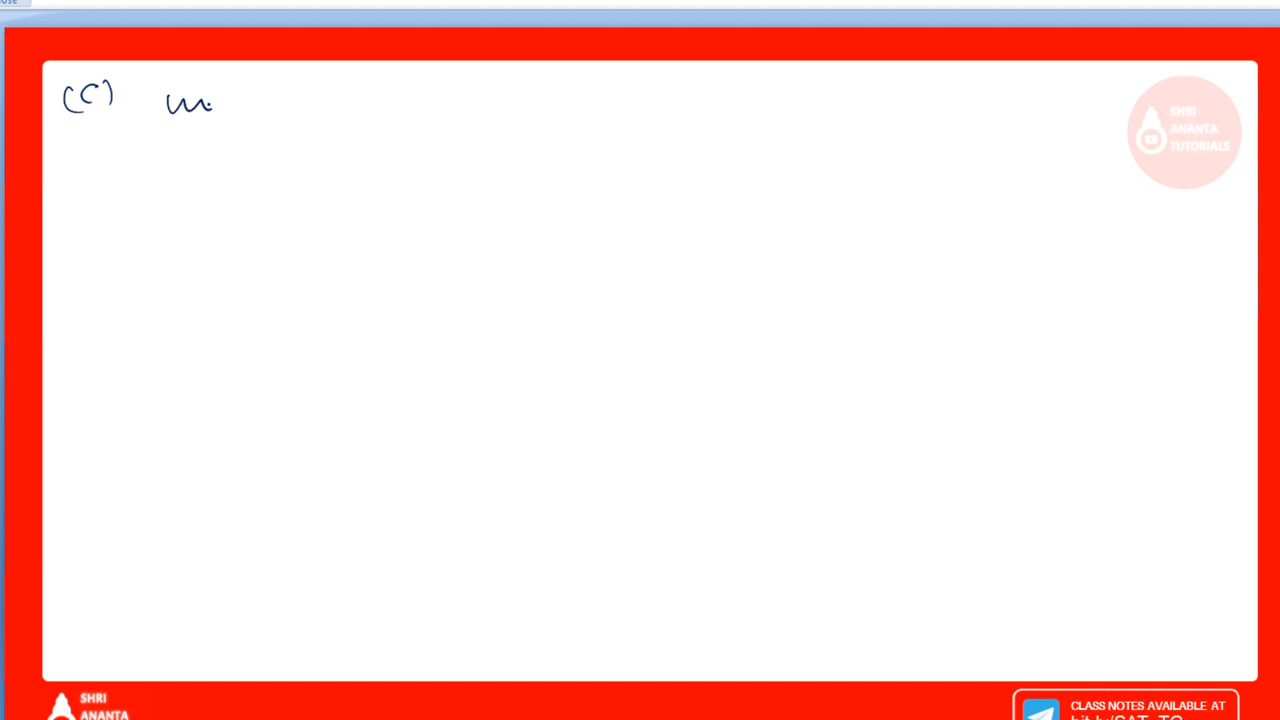 (C)
SHRI
ANANTA
TUTORIALS
SHRI
ANANTA
CLASS NOTES AVAILABLE AT